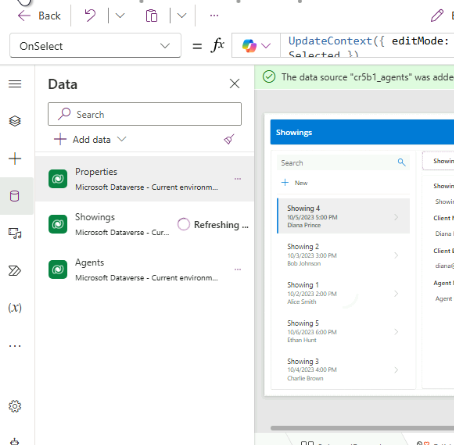 Back
OnSelect
=
fx
UpdateContext({ editMode:
Selected })
The data source "cr5b1_agents" was adde
Data
Search
Add data
Properties
Microsoft Dataverse - Current environm...
Showings
Microsoft Dataverse - Cur...
Refreshing ...
Agents
Microsoft Dataverse - Current environm...
(x)
Showings
Search
New
Showing 4
10/5/2023 5:00 PM
Diana Prince
Showing 2
10/3/2023 3:00 PM
Bob Johnson
Showing 1
10/2/2023 2:00 PM
Alice Smith
Showing 5
10/6/2023 6:00 PM
Ethan Hunt
Showing 3
10/4/2023 4:00 PM
Charlie Brown
Showin
Showin
Showi
Client
Diana
Client
diana
Agent
Agent